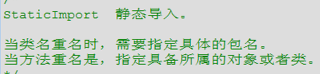 StaticImport 静态导入。
当类名重名时，需要指定具体的包名。
当方法重名是，指定具备所属的对象或者类。
*/